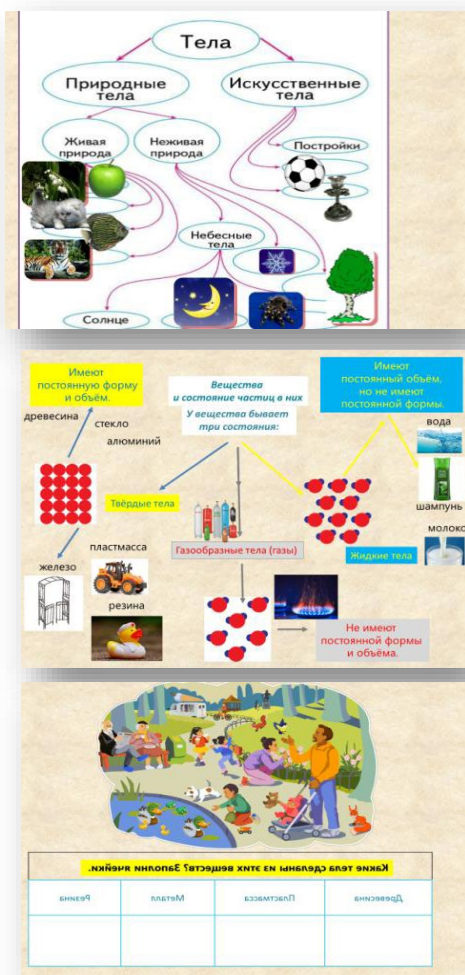 Тела
Природные
тела
Искусственные
тела
Живая
природа
Неживая
природа
Постройки
Небесные
тела
Солнце
Имеют
постоянную форму
и объём.
древесина
стекло
алюминий
Вещества
и состояние частиц в них
У вещества бывает
три состояния:
Имеют
постоянный объём,
но не имеют
постоянной формы.
вода
шампунь
молоко
Твёрдые тела
Газообразные тела (газы)
Жидкие тела
железо
пластмасса
резина
Не имеют
постоянной формы
и объёма.
Какие тела сделаны из этих веществ? Заполни ячейки.
Древесина
Пластмасса
Металл
Резина